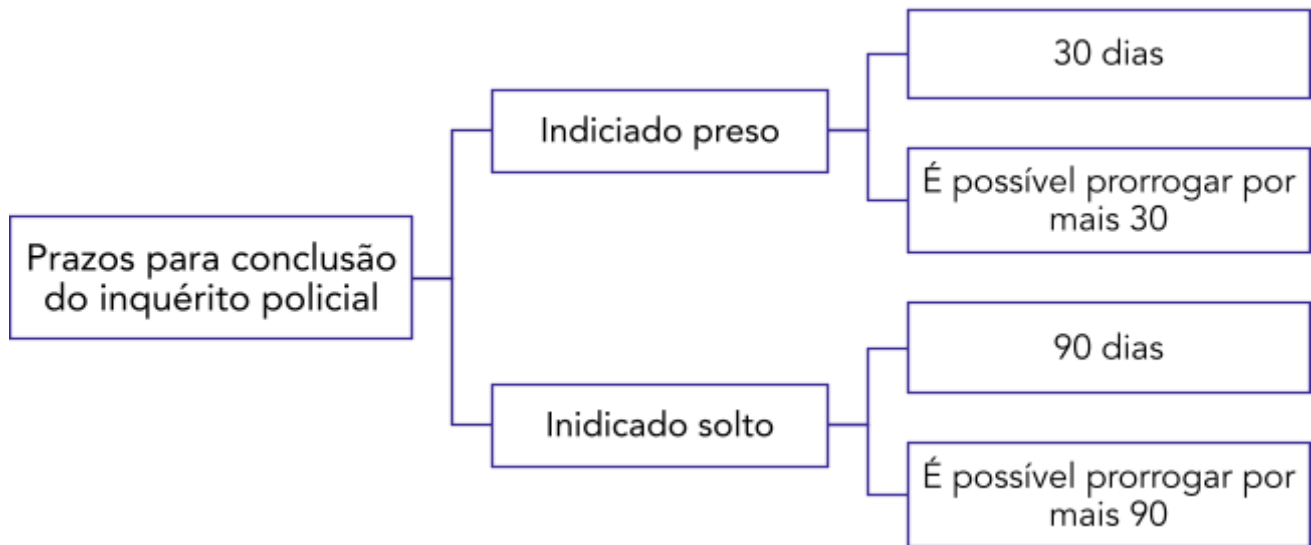 Prazos para conclusão
do inquérito policial
Indiciado preso
30 dias
É possível prorrogar por
mais 30
Inidicado solto
90 dias
É possível prorrogar por
mais 90